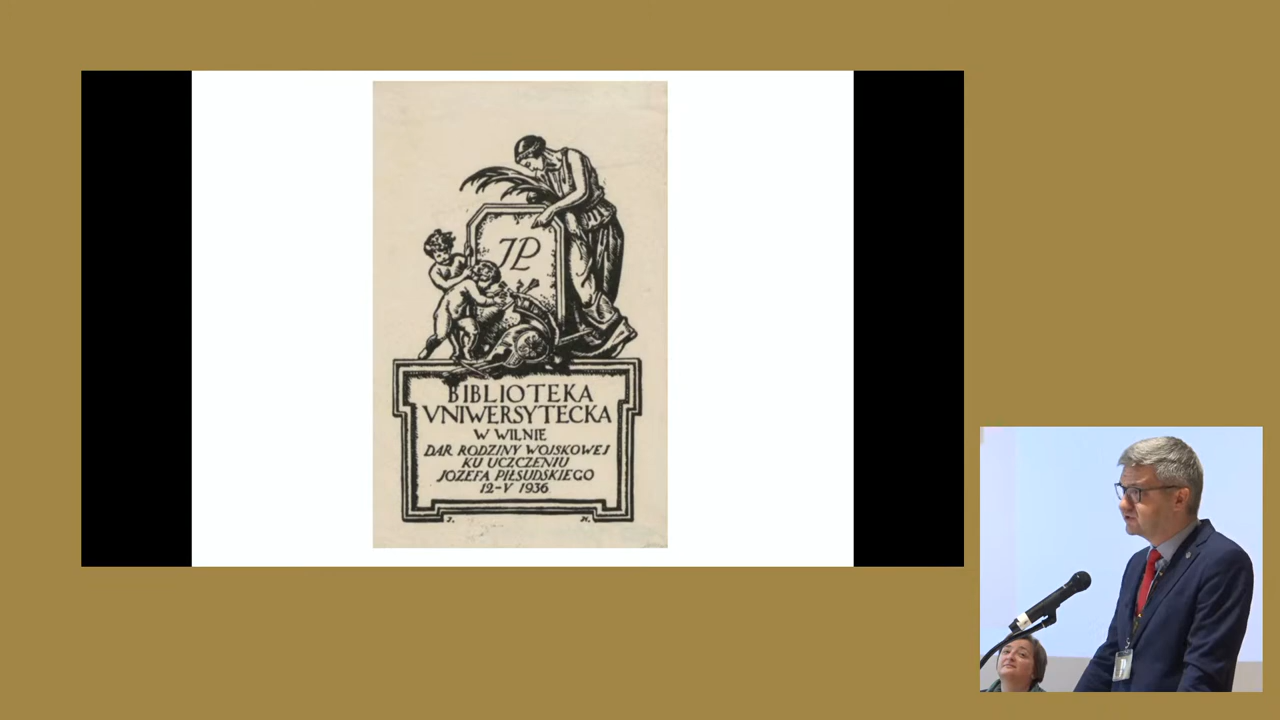 JP
BIBLIOTEKA
VNIWERSYTECKA
W WILNIE
DAR RODZINY WOJSKOWEJ
KU UCZCZENIU
JÓZEFA PIŁSUDSKIEGO
12-V 1936
J. H.